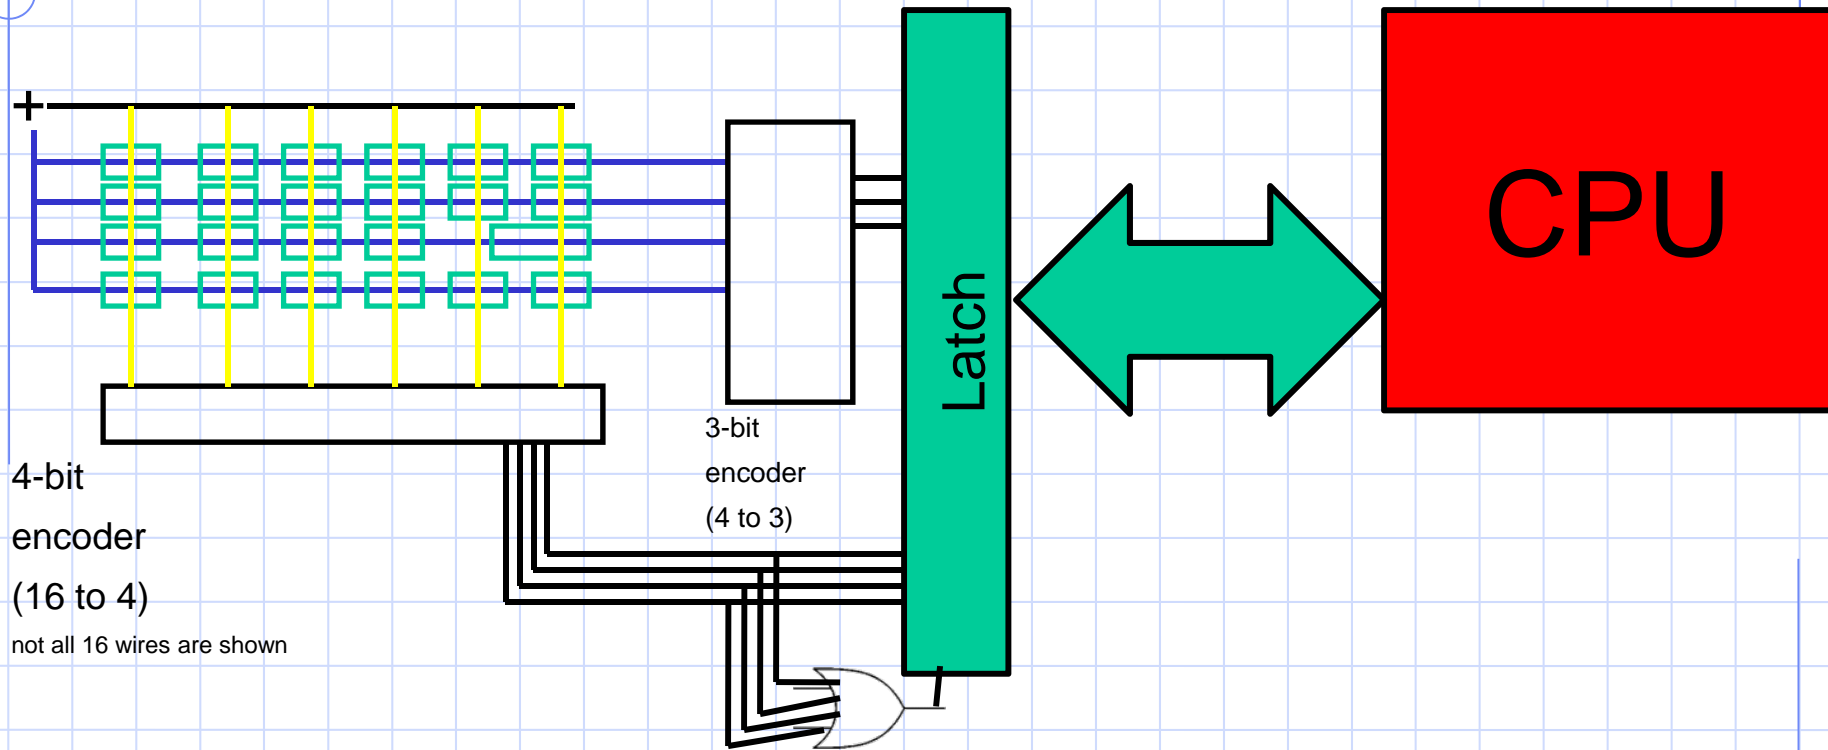 +
CPU
Latch
3-bit
encoder
(4 to 3)
4-bit
encoder
(16 to 4)
not all 16 wires are shown